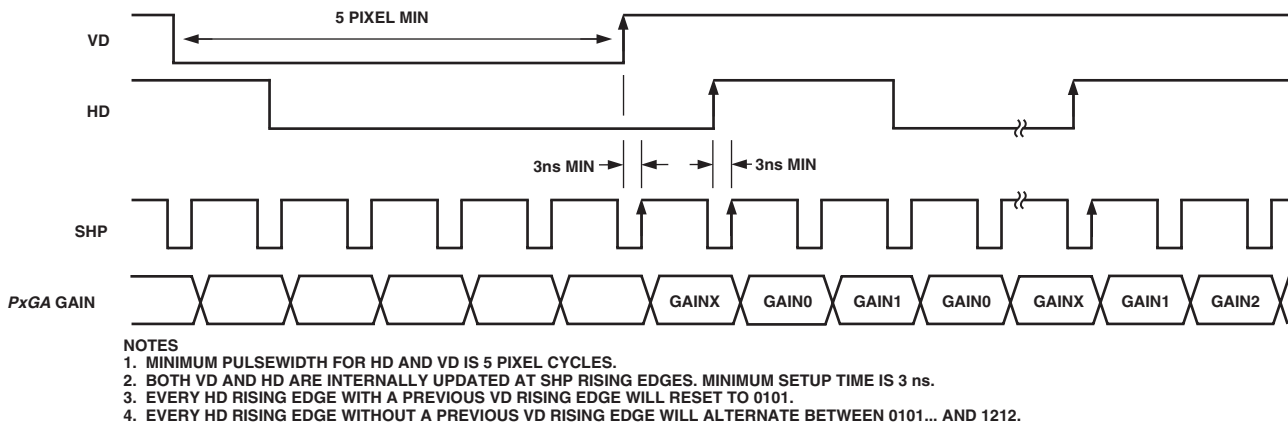 5 PIXEL MIN
VD
HD
3ns MIN
3ns MIN
SHP
PxGA GAIN
GAINX GAIN0 GAIN1 GAIN0 GAINX GAIN1 GAIN2
NOTES
1. MINIMUM PULSEWIDTH FOR HD AND VD IS 5 PIXEL CYCLES.
2. BOTH VD AND HD ARE INTERNALLY UPDATED AT SHP RISING EDGES. MINIMUM SETUP TIME IS 3 ns.
3. EVERY HD RISING EDGE WITH A PREVIOUS VD RISING EDGE WILL RESET TO 0101.
4. EVERY HD RISING EDGE WITHOUT A PREVIOUS VD RISING EDGE WILL ALTERNATE BETWEEN 0101... AND 1212.